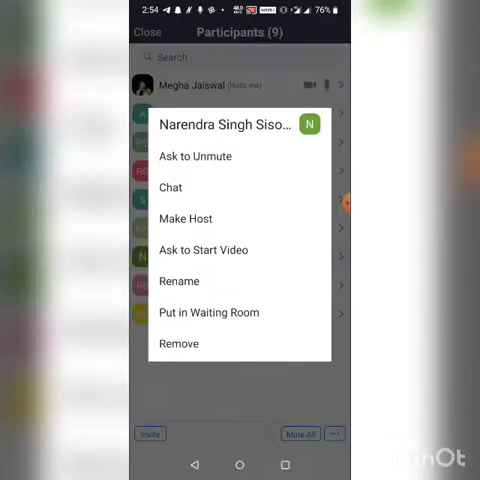 2:54
76%
Close Participants (9)
Search
Megha Jaiswal (Host, me)
Narendra Singh Siso... N
Ask to Unmute
Chat
Make Host
Ask to Start Video
Rename
Put in Waiting Room
Remove
Invite Mute All ...